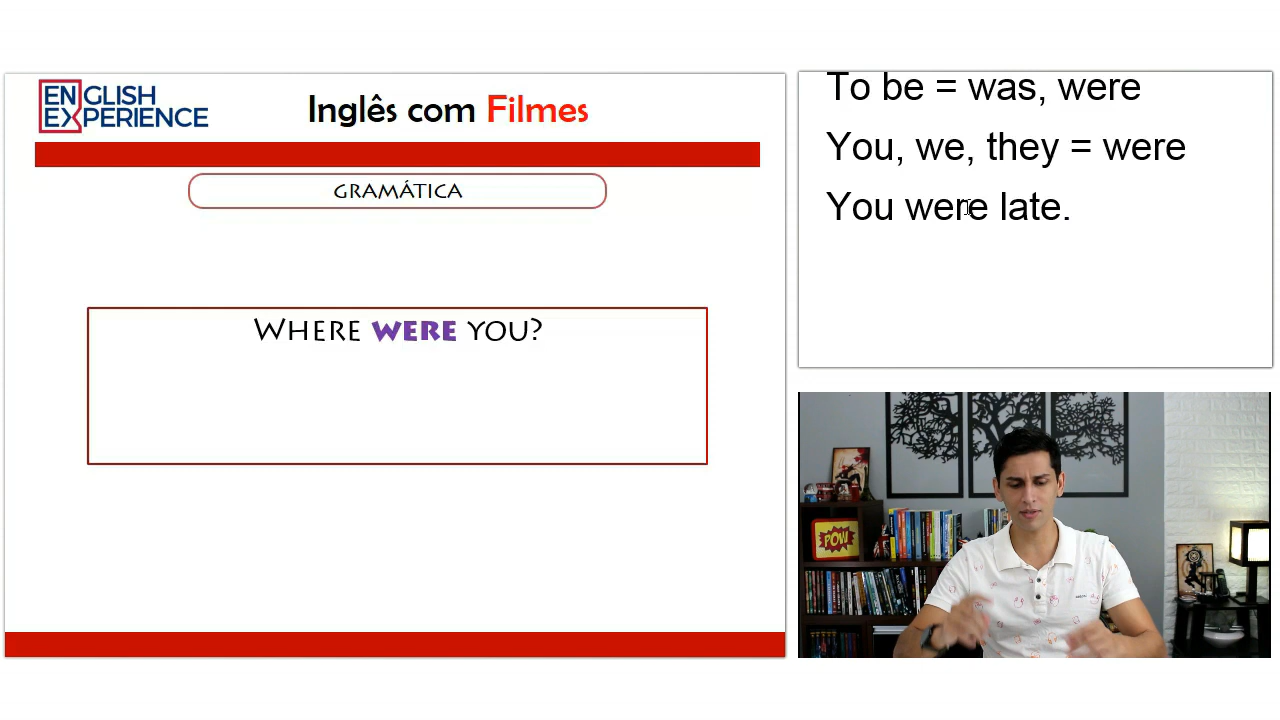 ENGLISH
EXPERIENCE
Inglês com Filmes
GRAMÁTICA
WHERE WERE YOU?
To be = was, were
You, we, they = were
You were late.
POW!